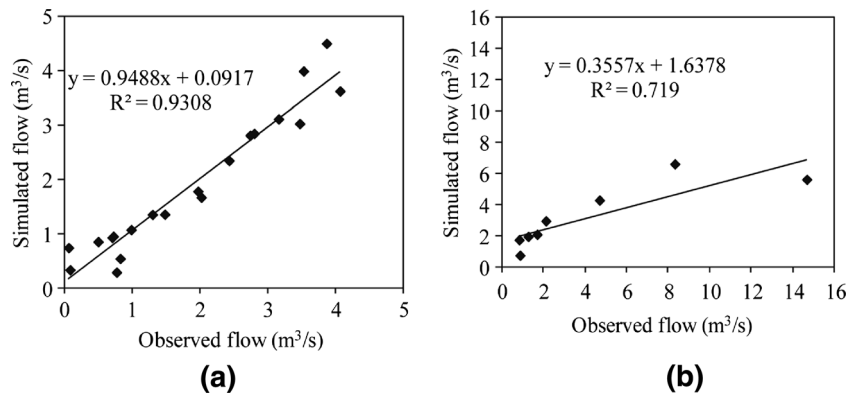 5
4
3
2
1
0
Simulated flow (m³/s)
y = 0.9488x + 0.0917
R² = 0.9308
0 1 2 3 4 5
Observed flow (m³/s)
(a)
16
14
12
10
8
6
4
2
0
Simulated flow (m³/s)
y = 0.3557x + 1.6378
R² = 0.719
0 2 4 6 8 10 12 14 16
Observed flow (m³/s)
(b)